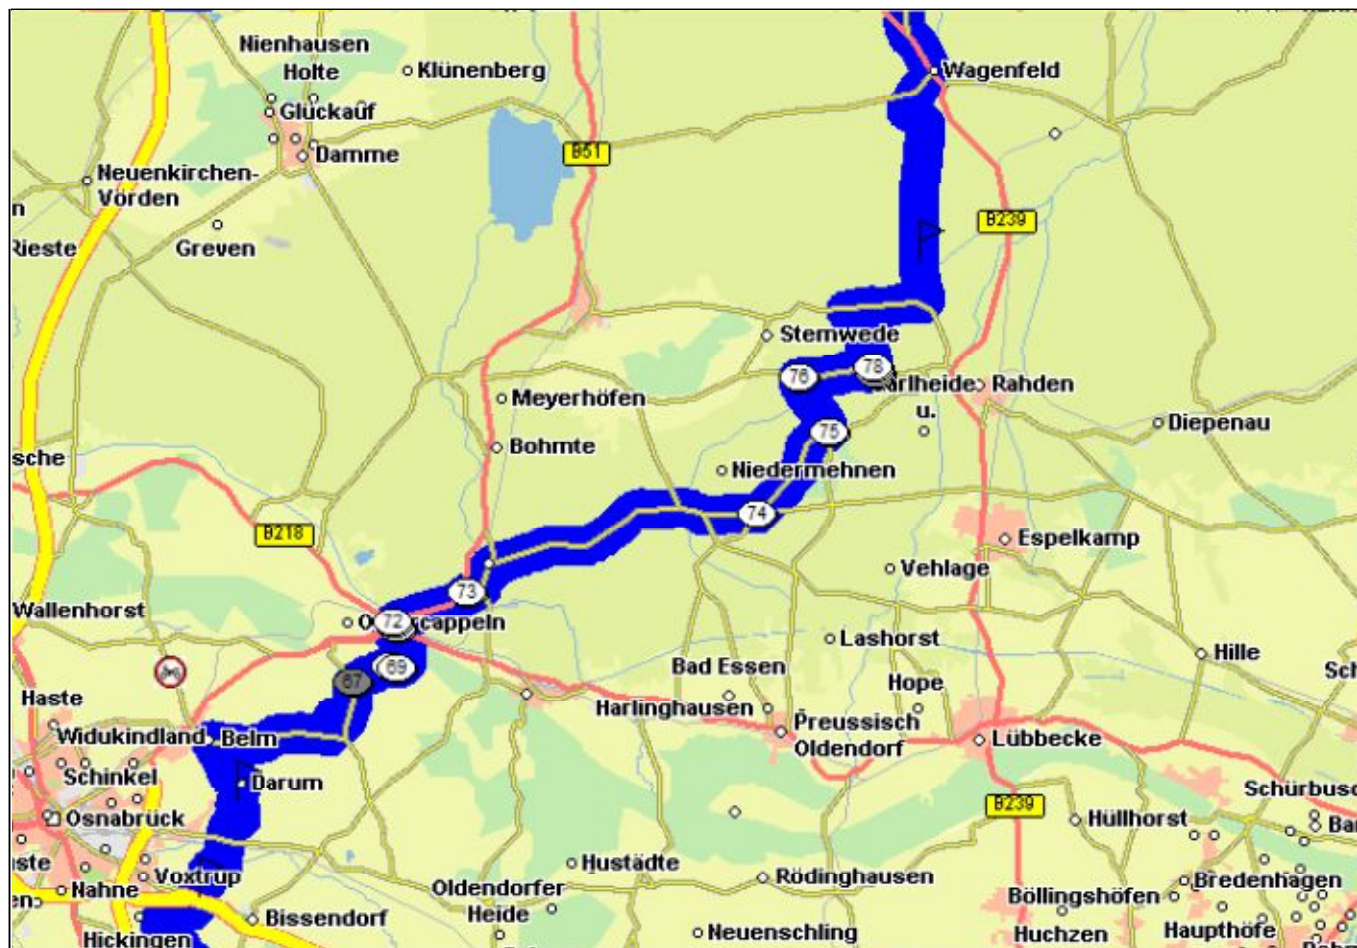 Nienhausen
Holte
Klünenberg
Wagenfeld
Glückauf
B51
Damme
Neuenkirchen-
Vörden
Greven
B239
Rieste
Stemwede
76
78
Rahden
u.
Meyerhöfen
Diepenau
75
Bohmte
Niedermehnen
sche
74
B218
Espelkamp
Vehlage
73
Wallenhorst
72
cappeln
Lashorst
Hille
69
67
Bad Essen
Hope
Haste
Harlinghausen
Preussisch
Oldendorf
Widukindland
Belm
Lübbecke
Schinkel
Darum
B239
Osnabrück
Hüllhorst
Hustädte
Voxtrup
Rödinghausen
Nahne
Oldendorfer
Heide
Böllingshöfen
Bredenhagen
Bissendorf
Haupthöfe
Hickingen
Neuenschling
Huchzen